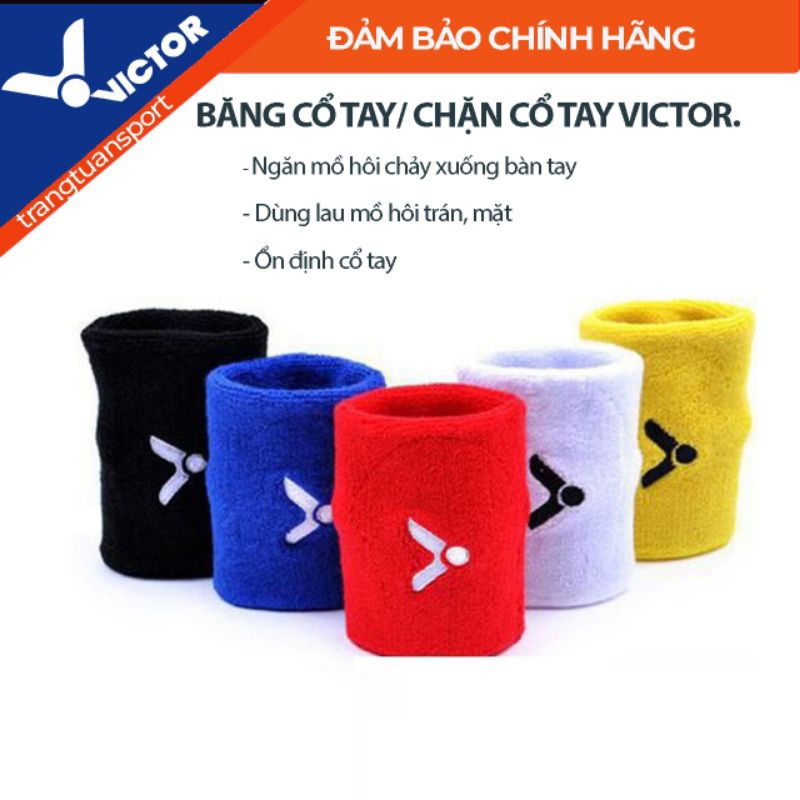 VICTOR
trangtuansport
ĐẢM BẢO CHÍNH HÃNG
BĂNG CỔ TAY/ CHẶN CỔ TAY VICTOR.
- Ngăn mồ hôi chảy xuống bàn tay
- Dùng lau mồ hôi trán, mặt
- Ổn định cổ tay